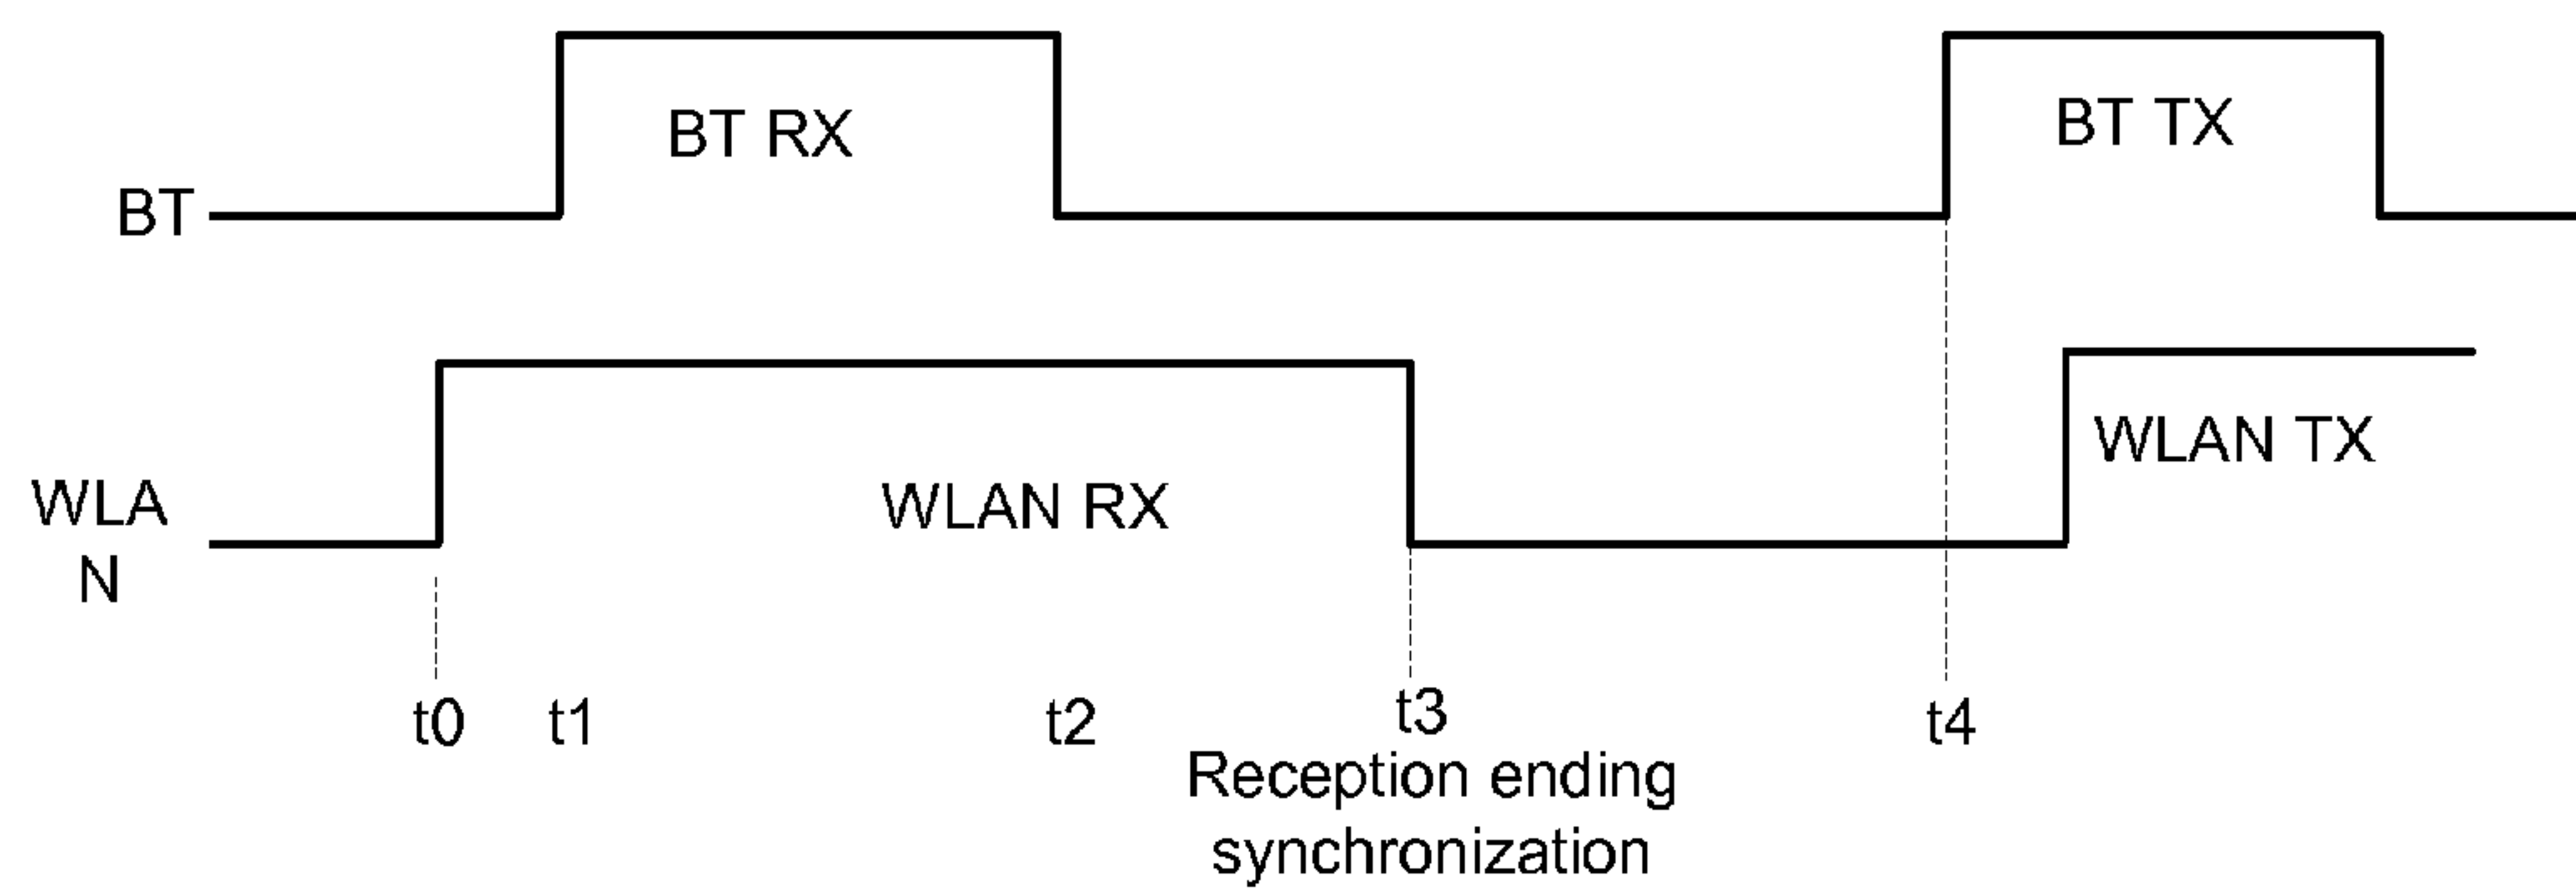 BT RX
BT TX
BT
WLAN TX
WLA
N
WLAN RX
t0
t1
t2
t3
t4
Reception ending
synchronization